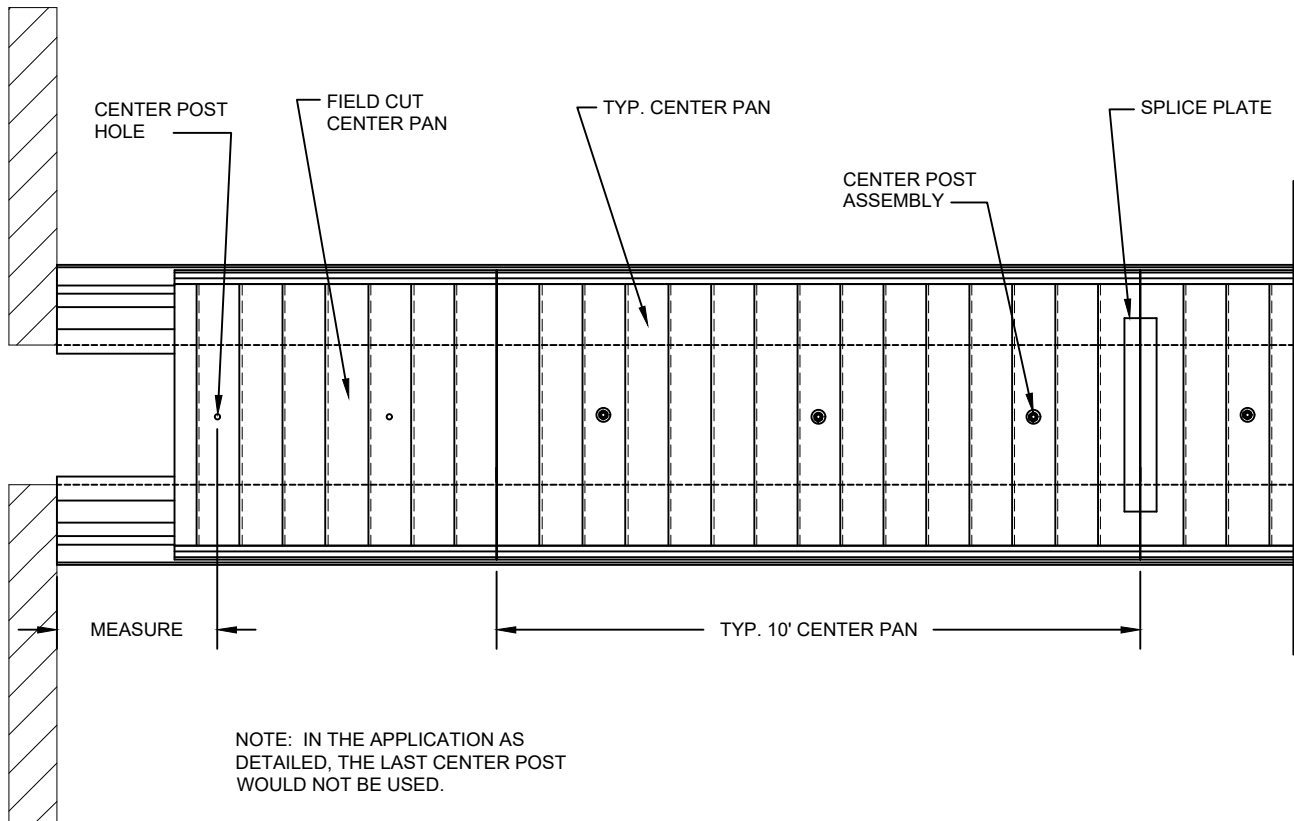 CENTER POST
HOLE
FIELD CUT
CENTER PAN
TYP. CENTER PAN
SPLICE PLATE
CENTER POST
ASSEMBLY
MEASURE
TYP. 10' CENTER PAN
NOTE: IN THE APPLICATION AS
DETAILED, THE LAST CENTER POST
WOULD NOT BE USED.